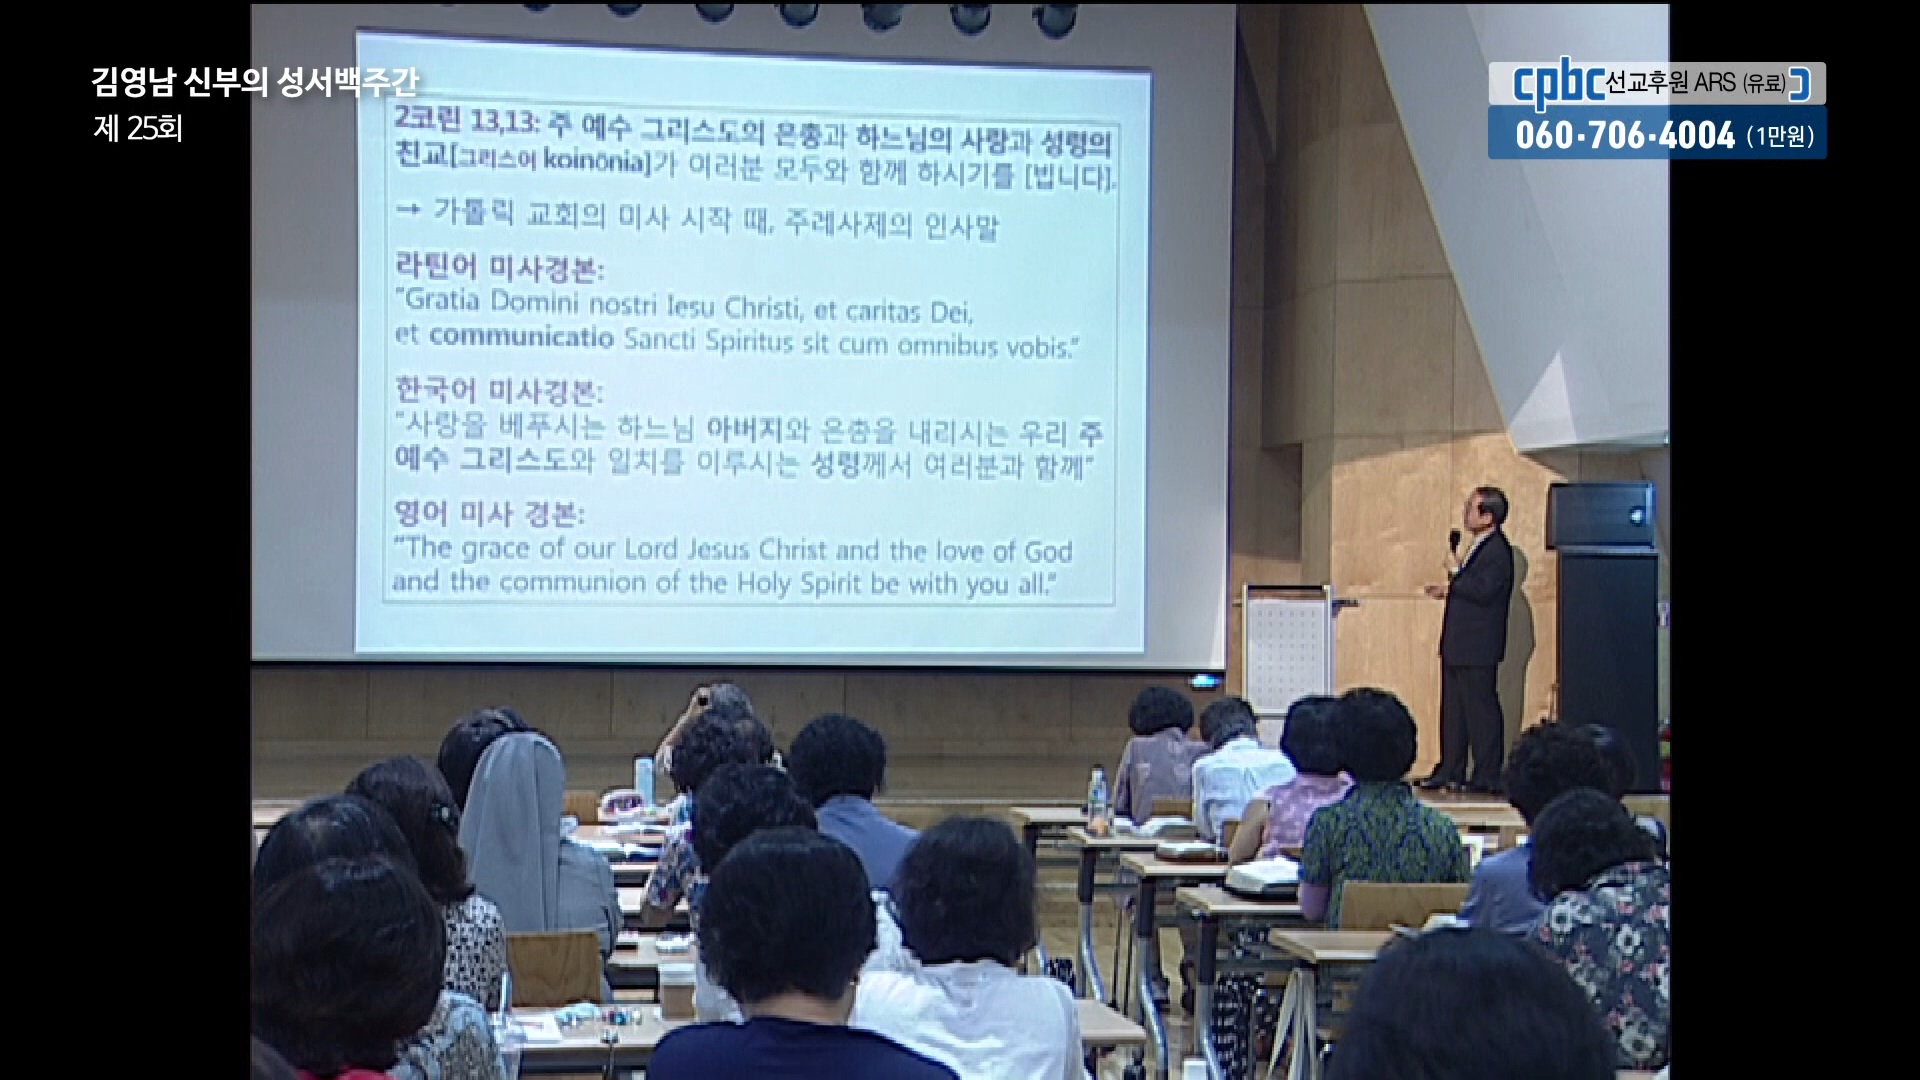 김영남 신부의 성서백주간
제 25회
cpbc 선교후원 ARS (유료)
060·706·4004 (1만원)
2코린 13,13: 주 예수 그리스도의 은총과 하느님의 사랑과 성령의
친교[그리스어 koinōnia]가 여러분 모두와 함께 하시기를 [빕니다].
→ 가톨릭 교회의 미사 시작 때, 주례사제의 인사말
라틴어 미사경본:
“Gratia Domini nostri Iesu Christi, et caritas Dei,
et communicatio Sancti Spiritus sit cum omnibus vobis.”
한국어 미사경본:
“사랑을 베푸시는 하느님 아버지와 은총을 내리시는 우리 주
예수 그리스도와 일치를 이루시는 성령께서 여러분과 함께”
영어 미사 경본:
“The grace of our Lord Jesus Christ and the love of God
and the communion of the Holy Spirit be with you all.”